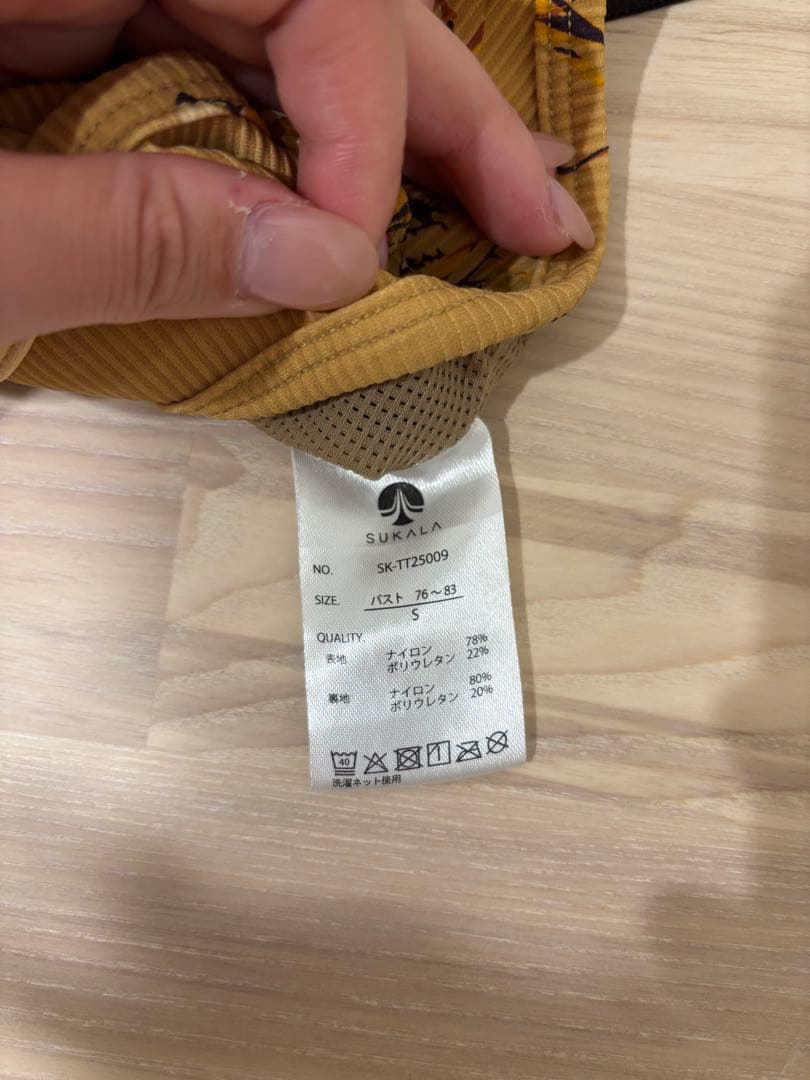 SUKALA
NO. SK-TT25009
SIZE. バスト 76〜83
S
QUALITY.
表地 ナイロン 78%
ポリウレタン 22%
裏地 ナイロン 80%
ポリウレタン 20%
40
洗濯ネット使用